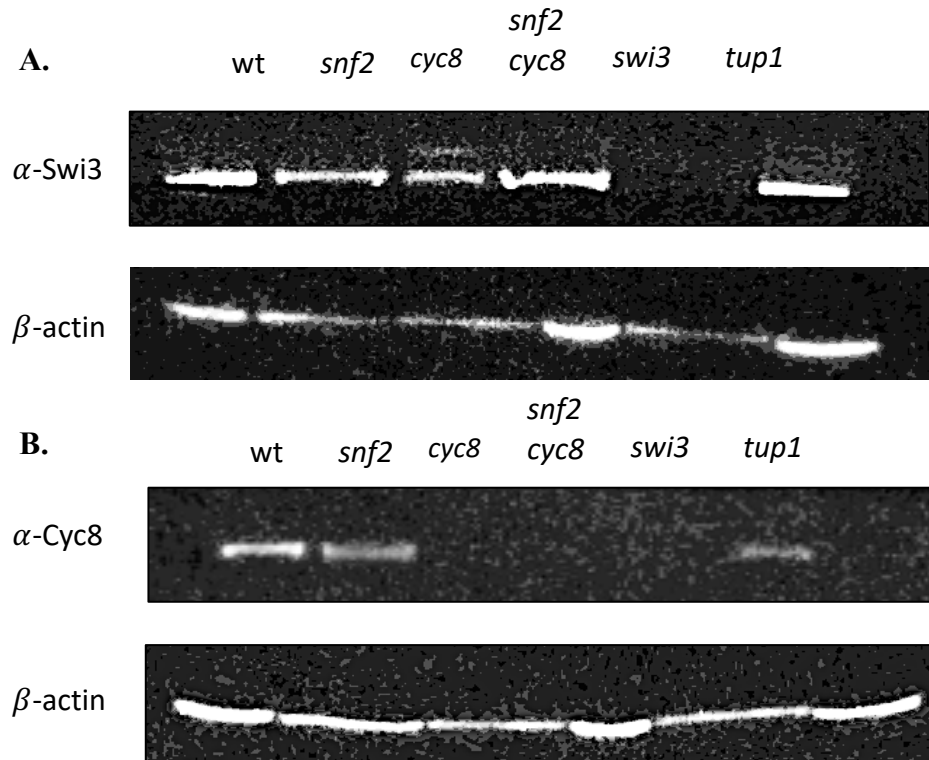 A. wt snf2 cyc8 snf2 cyc8 swi3 tup1
α-Swi3
β-actin
B. wt snf2 cyc8 snf2 cyc8 swi3 tup1
α-Cyc8
β-actin